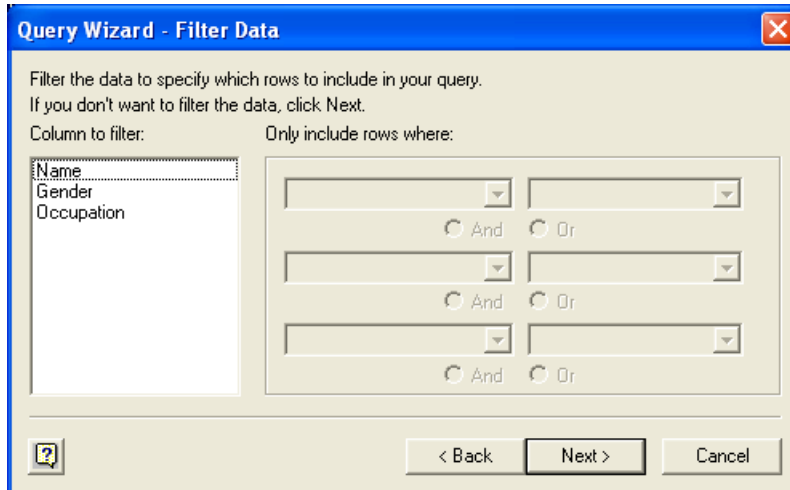 Query Wizard - Filter Data
Filter the data to specify which rows to include in your query.
If you don't want to filter the data, click Next.
Column to filter:
Only include rows where:
Name
Gender
Occupation
And Or
And Or
And Or
< Back Next > Cancel